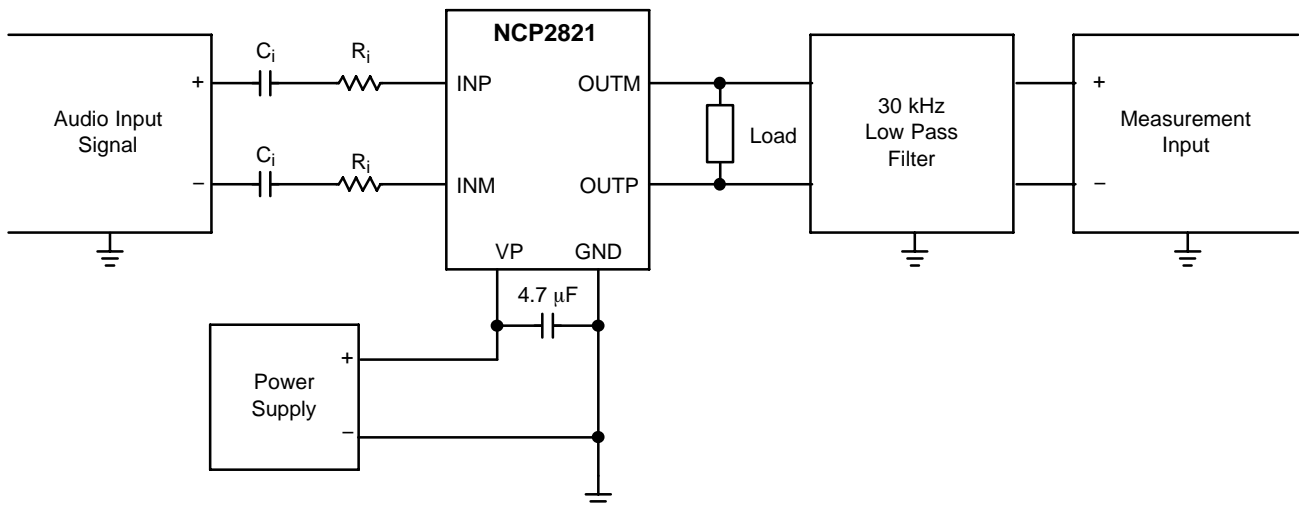 NCP2821
Ci
Ri
+
INP
OUTM
+
Audio Input
Signal
Load
30 kHz
Low Pass
Filter
Measurement
Input
Ci
Ri
−
INM
OUTP
−
VP
GND
4.7 μF
+
Power
Supply
−